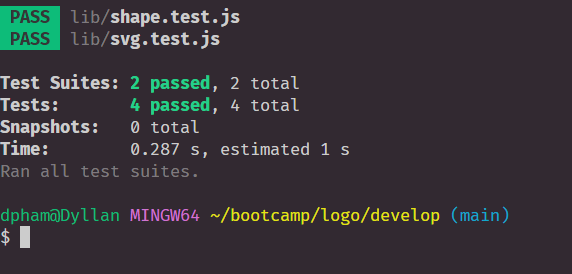 PASS lib/shape.test.js
PASS lib/svg.test.js
Test Suites: 2 passed, 2 total
Tests: 4 passed, 4 total
Snapshots: 0 total
Time: 0.287 s, estimated 1 s
Ran all test suites.
dpham@Dyllan MINGW64 ~/bootcamp/logo/develop (main)
$